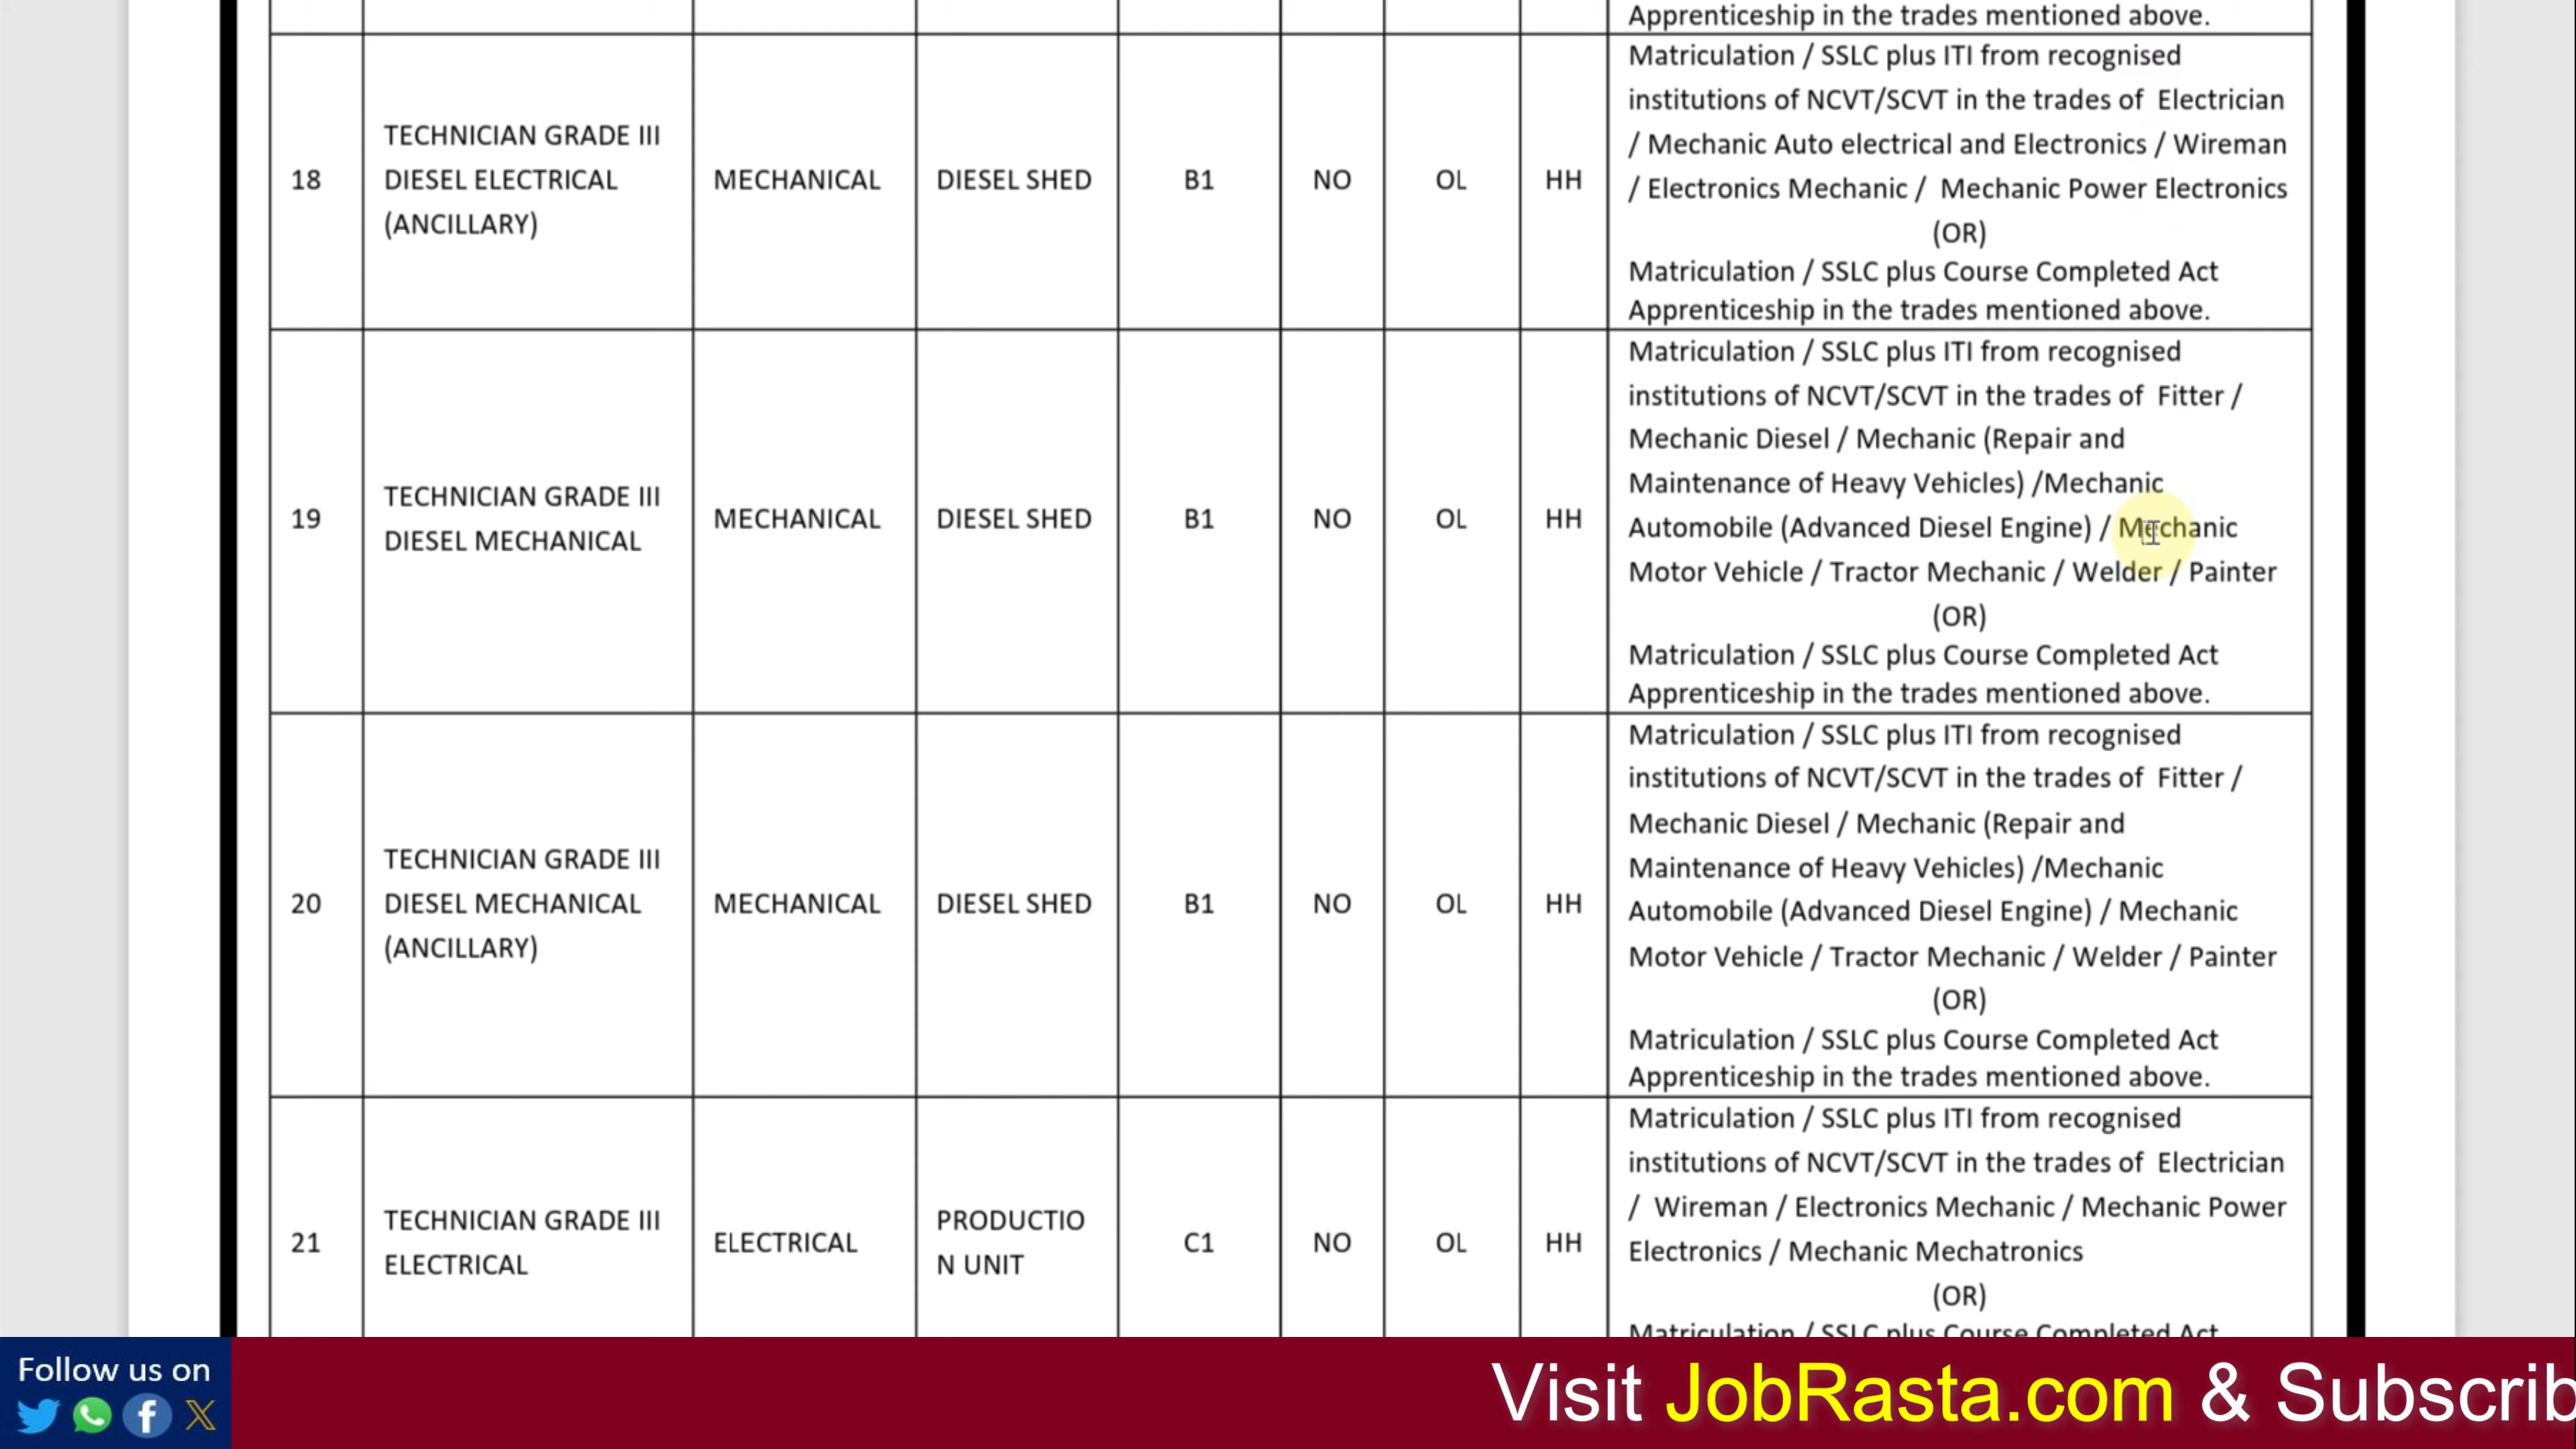 Apprenticeship in the trades mentioned above.
18
TECHNICIAN GRADE III
DIESEL ELECTRICAL
(ANCILLARY)
MECHANICAL
DIESEL SHED
B1
NO
OL
HH
Matriculation / SSLC plus ITI from recognised
institutions of NCVT/SCVT in the trades of Electrician
/ Mechanic Auto electrical and Electronics / Wireman
/ Electronics Mechanic / Mechanic Power Electronics
(OR)
Matriculation / SSLC plus Course Completed Act
Apprenticeship in the trades mentioned above.
19
TECHNICIAN GRADE III
DIESEL MECHANICAL
MECHANICAL
DIESEL SHED
B1
NO
OL
HH
Matriculation / SSLC plus ITI from recognised
institutions of NCVT/SCVT in the trades of Fitter /
Mechanic Diesel / Mechanic (Repair and
Maintenance of Heavy Vehicles) /Mechanic
Automobile (Advanced Diesel Engine) / Mechanic
Motor Vehicle / Tractor Mechanic / Welder / Painter
(OR)
Matriculation / SSLC plus Course Completed Act
Apprenticeship in the trades mentioned above.
20
TECHNICIAN GRADE III
DIESEL MECHANICAL
(ANCILLARY)
MECHANICAL
DIESEL SHED
B1
NO
OL
HH
Matriculation / SSLC plus ITI from recognised
institutions of NCVT/SCVT in the trades of Fitter /
Mechanic Diesel / Mechanic (Repair and
Maintenance of Heavy Vehicles) /Mechanic
Automobile (Advanced Diesel Engine) / Mechanic
Motor Vehicle / Tractor Mechanic / Welder / Painter
(OR)
Matriculation / SSLC plus Course Completed Act
Apprenticeship in the trades mentioned above.
21
TECHNICIAN GRADE III
ELECTRICAL
ELECTRICAL
PRODUCTIO
N UNIT
C1
NO
OL
HH
Matriculation / SSLC plus ITI from recognised
institutions of NCVT/SCVT in the trades of Electrician
/ Wireman / Electronics Mechanic / Mechanic Power
Electronics / Mechanic Mechatronics
(OR)
Matriculation / SSLC plus Course Completed Act
Follow us on
Visit JobRasta.com & Subscrib